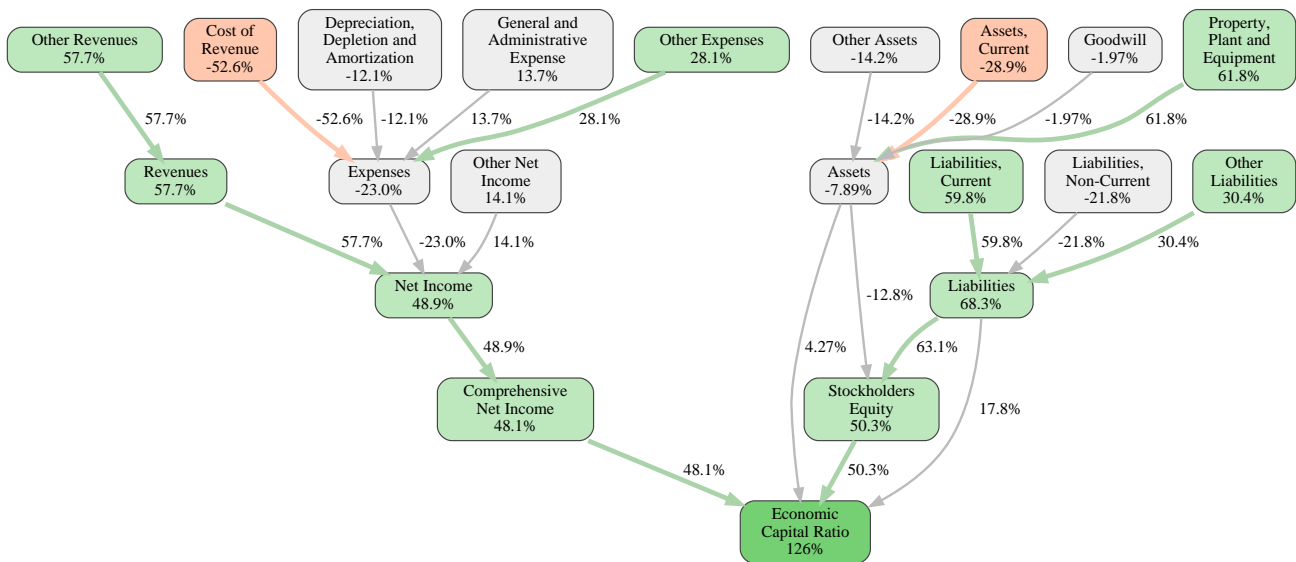 Other Revenues
57.7%
Cost of
Revenue
-52.6%
Depreciation,
Depletion and
Amortization
-12.1%
General and
Administrative
Expense
13.7%
Other Expenses
28.1%
Other Assets
-14.2%
Assets,
Current
-28.9%
Goodwill
-1.97%
Property,
Plant and
Equipment
61.8%
57.7%
-52.6%
-12.1%
13.7%
28.1%
-14.2%
-28.9%
-1.97%
61.8%
Revenues
57.7%
Expenses
-23.0%
Other Net
Income
14.1%
Assets
-7.89%
Liabilities,
Current
59.8%
Liabilities,
Non-Current
-21.8%
Other
Liabilities
30.4%
57.7%
-23.0%
14.1%
59.8%
-21.8%
30.4%
Net Income
48.9%
-12.8%
Liabilities
68.3%
48.9%
4.27%
63.1%
Comprehensive
Net Income
48.1%
Stockholders
Equity
50.3%
17.8%
48.1%
50.3%
Economic
Capital Ratio
126%